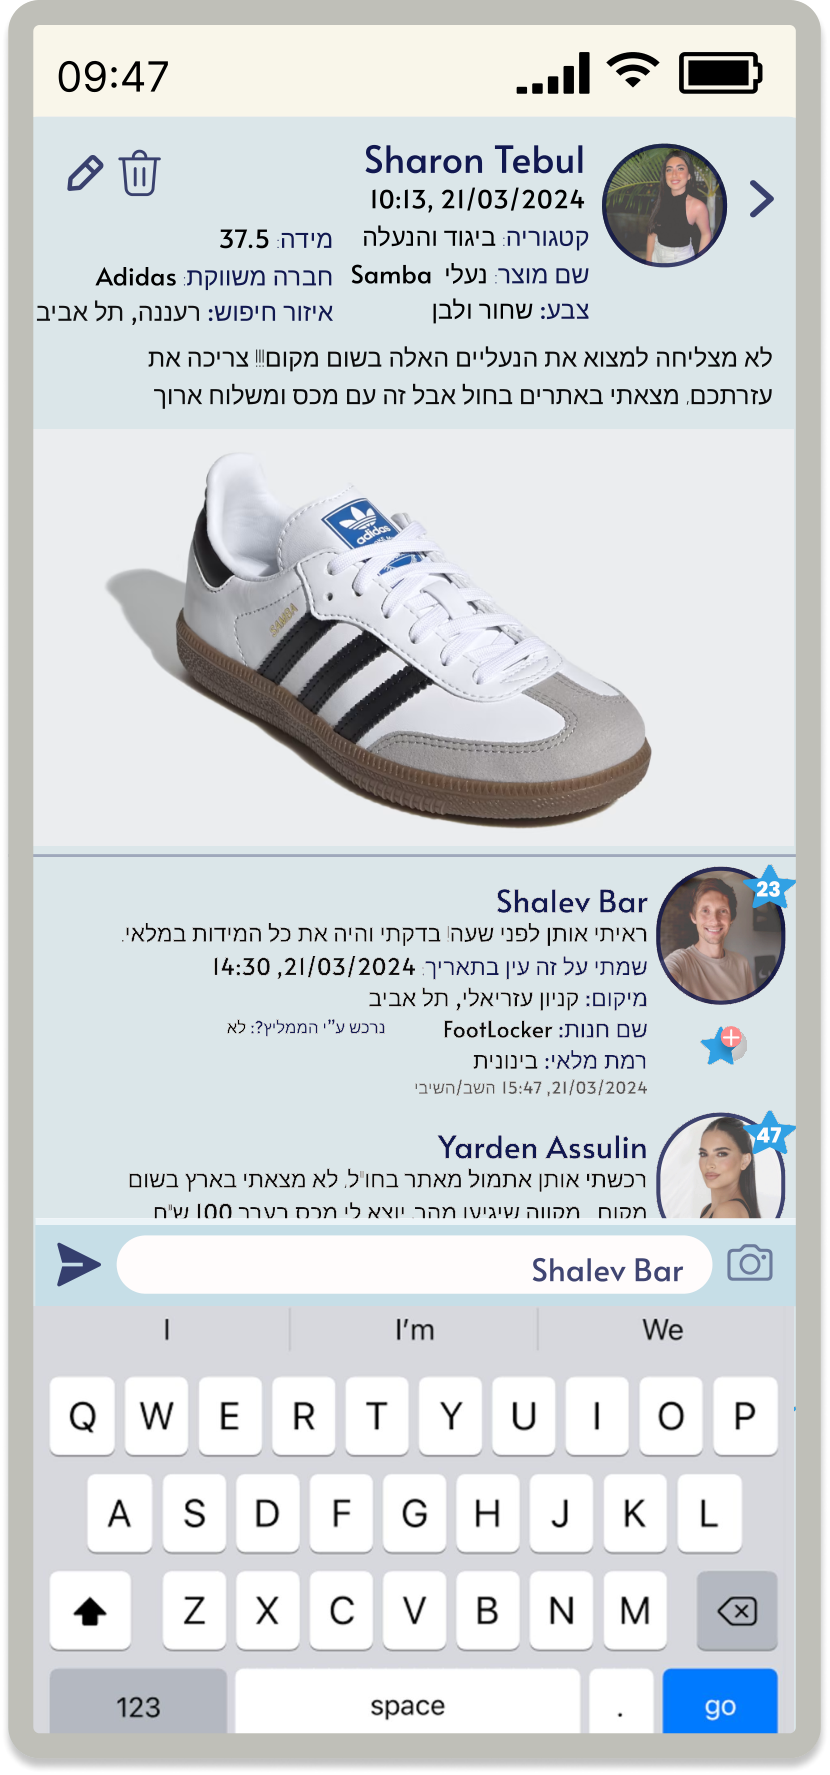 09:47
Sharon Tebul
10:13, 21/03/2024
קטגוריה: ביגוד והנעלה
מידה: 37.5
שם מוצר: נעלי Samba
חברה משווקת: Adidas
צבע: שחור ולבן
איזור חיפוש: רעננה, תל אביב
לא מצליחה למצוא את הנעליים האלה בשום מקום!!! צריכה את
עזרתכם. מצאתי באתרים בחול אבל זה עם מכס ומשלוח ארוך
adidas
SAMBA
23
Shalev Bar
ראיתי אותן לפני שעה! בדקתי והיה את כל המידות במלאי.
שמתי על זה עין בתאריך: 21/03/2024, 14:30
מיקום: קניון עזריאלי, תל אביב
שם חנות: FootLocker
נרכש ע"י הממליץ?: לא
רמת מלאי: בינונית
21/03/2024, 15:47 השב/השיבי
47
Yarden Assulin
רכשתי אותן אתמול מאתר בחו"ל. לא מצאתי בארץ בשום
מקום.. מקווה שיגיעו מהר. יוצא לי מכס בערך 100 ש"ח
Shalev Bar
I I'm We
Q W E R T Y U I O P
A S D F G H J K L
Z X C V B N M
123 space . go